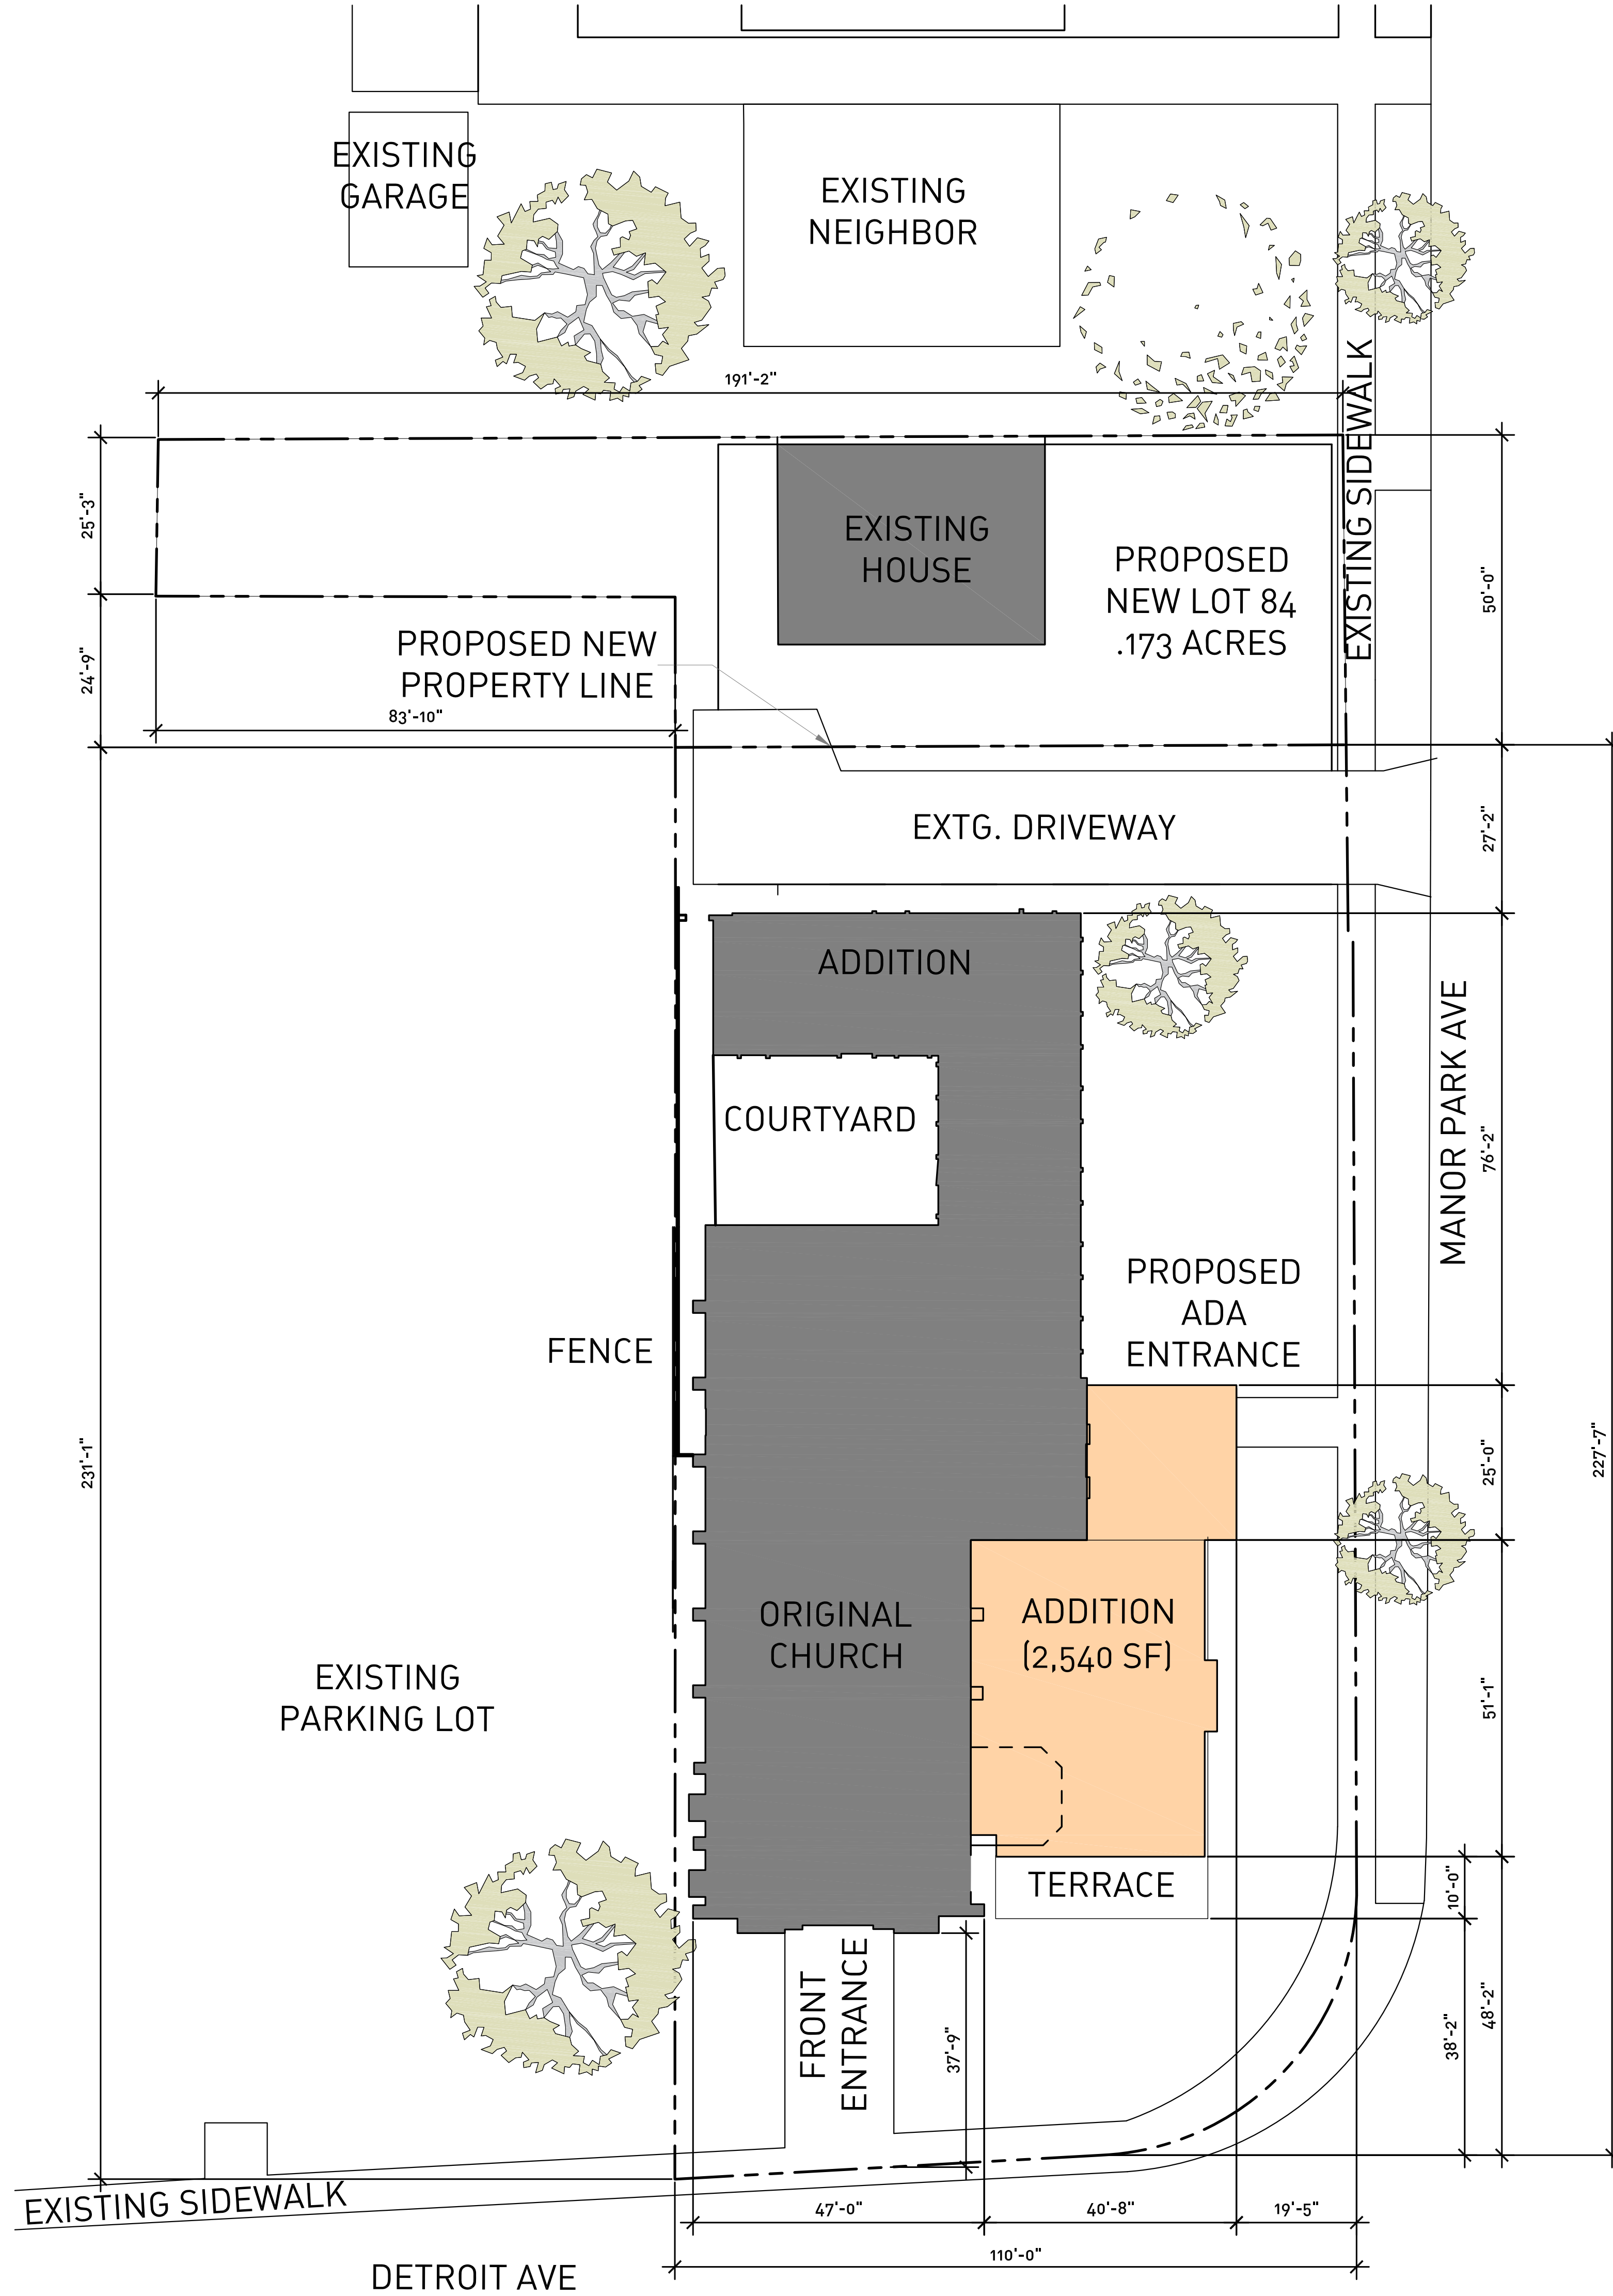 EXISTING
GARAGE
EXISTING
NEIGHBOR
191'-2"
EXISTING SIDEWALK
25'-3"
EXISTING
HOUSE
PROPOSED
NEW LOT 84
.173 ACRES
50'-0"
24'-9"
PROPOSED NEW
PROPERTY LINE
83'-10"
EXTG. DRIVEWAY
27'-2"
ADDITION
COURTYARD
MANOR PARK AVE
76'-2"
PROPOSED
ADA
ENTRANCE
FENCE
231'-1"
25'-0"
227'-7"
ORIGINAL
CHURCH
ADDITION
(2,540 SF)
EXISTING
PARKING LOT
51'-1"
TERRACE
10'-0"
FRONT
ENTRANCE
37'-9"
38'-2"
48'-2"
EXISTING SIDEWALK
47'-0"
40'-8"
19'-5"
110'-0"
DETROIT AVE